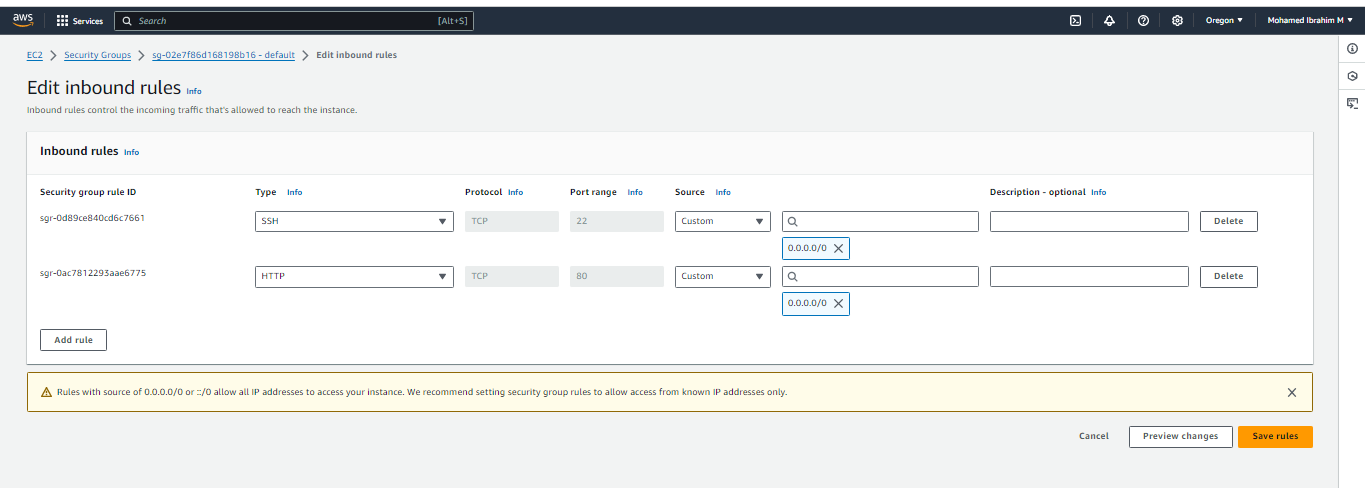 aws Services Search [Alt+S] Oregon ▼ Mohamed Ibrahim M ▼
EC2 > Security Groups > sg-02e7f86d168198b16 - default > Edit inbound rules
Edit inbound rules Info
Inbound rules control the incoming traffic that's allowed to reach the instance.
Inbound rules Info
Security group rule ID Type Info Protocol Info Port range Info Source Info Description - optional Info
sgr-0d89ce840cd6c7661 SSH TCP 22 Custom Delete
0.0.0.0/0
sgr-0ac7812293aae6775 HTTP TCP 80 Custom Delete
0.0.0.0/0
Add rule
Rules with source of 0.0.0.0/0 or ::/0 allow all IP addresses to access your instance. We recommend setting security group rules to allow access from known IP addresses only.
Cancel Preview changes Save rules